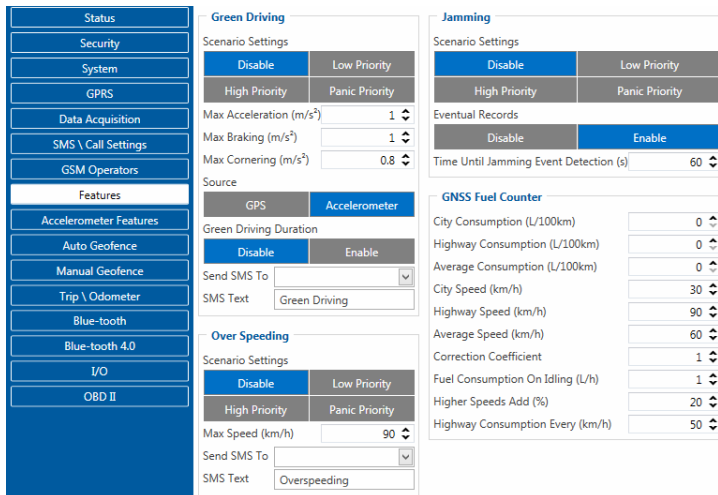 Status
Security
System
GPRS
Data Acquisition
SMS \ Call Settings
GSM Operators
Features
Accelerometer Features
Auto Geofence
Manual Geofence
Trip \ Odometer
Blue-tooth
Blue-tooth 4.0
I/O
OBD II
Green Driving
Scenario Settings
Disable Low Priority
High Priority Panic Priority
Max Acceleration (m/s²) 1
Max Braking (m/s²) 1
Max Cornering (m/s²) 0.8
Source
GPS Accelerometer
Green Driving Duration
Disable Enable
Send SMS To
SMS Text Green Driving
Over Speeding
Scenario Settings
Disable Low Priority
High Priority Panic Priority
Max Speed (km/h) 90
Send SMS To
SMS Text Overspeeding
Jamming
Scenario Settings
Disable Low Priority
High Priority Panic Priority
Eventual Records
Disable Enable
Time Until Jamming Event Detection (s) 60
GNSS Fuel Counter
City Consumption (L/100km) 0
Highway Consumption (L/100km) 0
Average Consumption (L/100km) 0
City Speed (km/h) 30
Highway Speed (km/h) 90
Average Speed (km/h) 60
Correction Coefficient 1
Fuel Consumption On Idling (L/h) 1
Higher Speeds Add (%) 20
Highway Consumption Every (km/h) 50